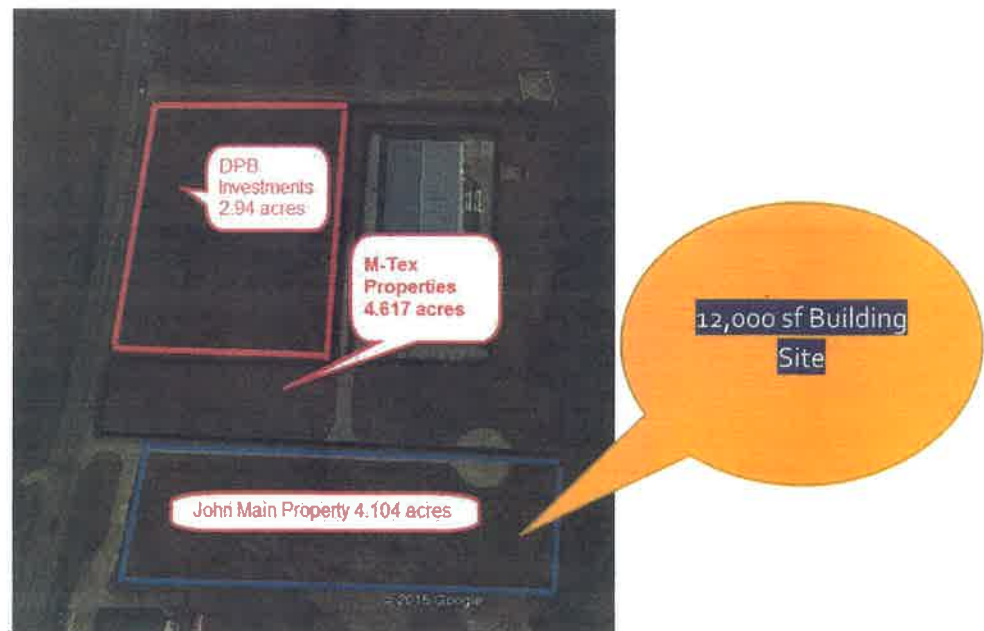 DPB
Investments
2.94 acres
M-Tex
Properties
4.617 acres
12,000 sf Building
Site
John Main Property 4.104 acres
© 2015 Google